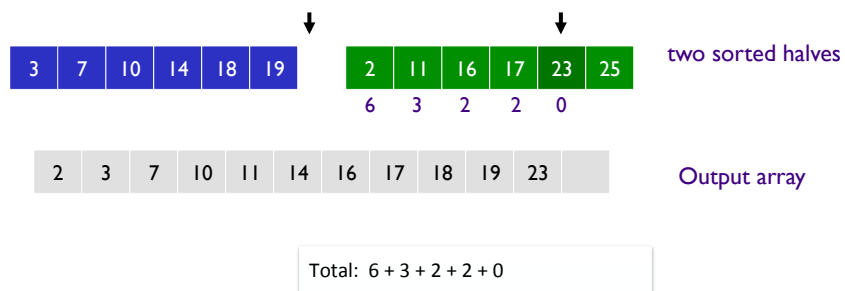 3 7 10 14 18 19 2 11 16 17 23 25 two sorted halves
6 3 2 2 0
2 3 7 10 11 14 16 17 18 19 23 Output array
Total: 6 + 3 + 2 + 2 + 0